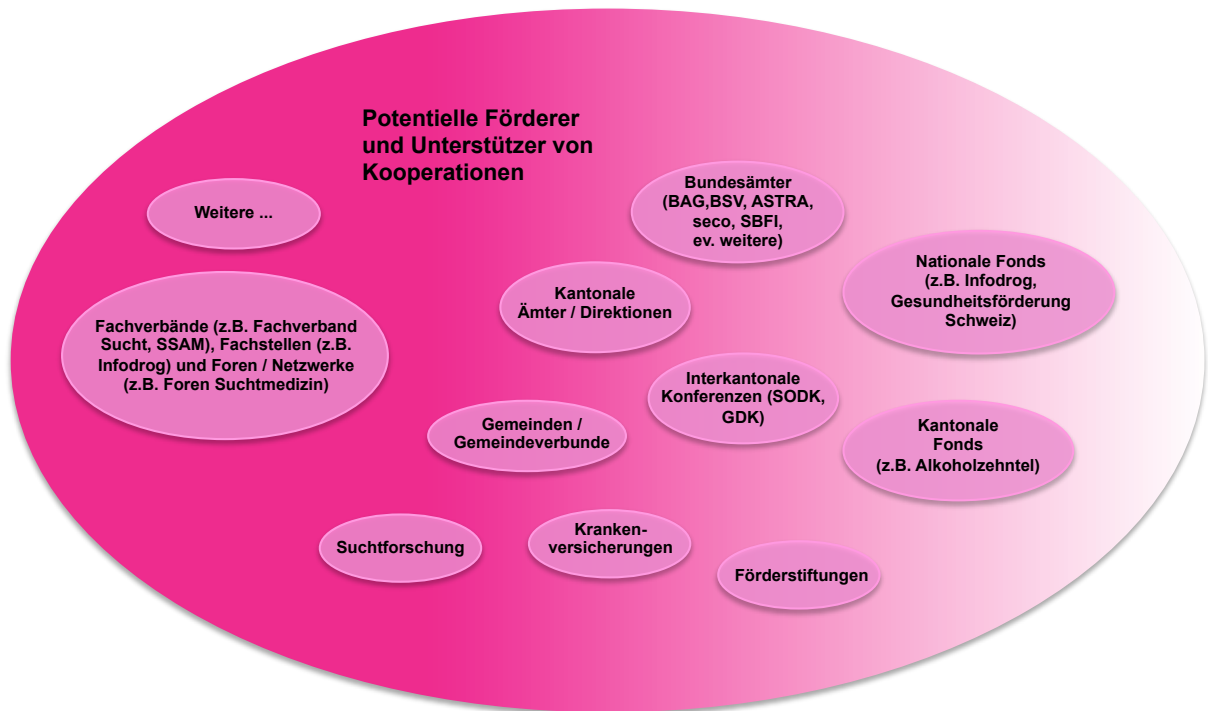 Potentielle Förderer
und Unterstützer von
Kooperationen
Weitere ...
Bundesämter
(BAG,BSV, ASTRA,
seco, SBFI,
ev. weitere)
Nationale Fonds
(z.B. Infodrog,
Gesundheitsförderung
Schweiz)
Kantonale
Ämter / Direktionen
Fachverbände (z.B. Fachverband
Sucht, SSAM), Fachstellen (z.B.
Infodrog) und Foren / Netzwerke
(z.B. Foren Suchtmedizin)
Interkantonale
Konferenzen (SODK,
GDK)
Gemeinden /
Gemeindeverbunde
Kantonale
Fonds
(z.B. Alkoholzehntel)
Suchtforschung
Kranken-
versicherungen
Förderstiftungen